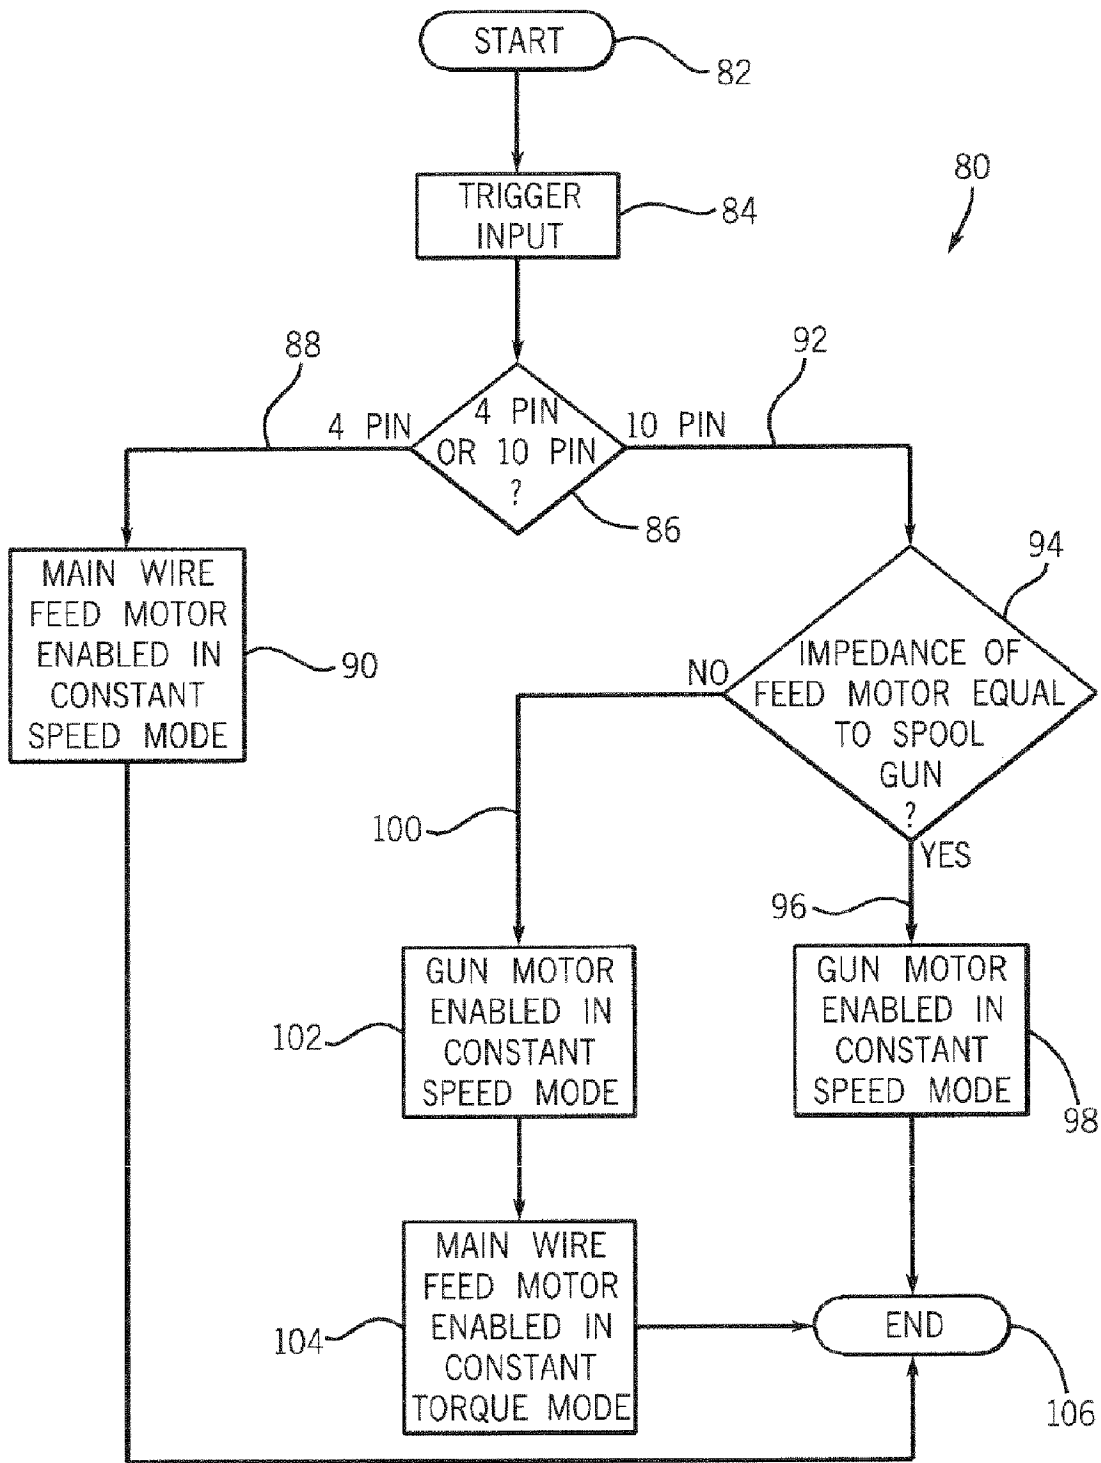 START
82
80
TRIGGER
INPUT
84
88
92
4 PIN
4 PIN
OR 10 PIN
?
10 PIN
86
94
MAIN WIRE
FEED MOTOR
ENABLED IN
CONSTANT
SPEED MODE
90
NO
IMPEDANCE OF
FEED MOTOR EQUAL
TO SPOOL
GUN
?
YES
100
96
GUN MOTOR
ENABLED IN
CONSTANT
SPEED MODE
102
GUN MOTOR
ENABLED IN
CONSTANT
SPEED MODE
98
MAIN WIRE
FEED MOTOR
ENABLED IN
CONSTANT
TORQUE MODE
104
END
106